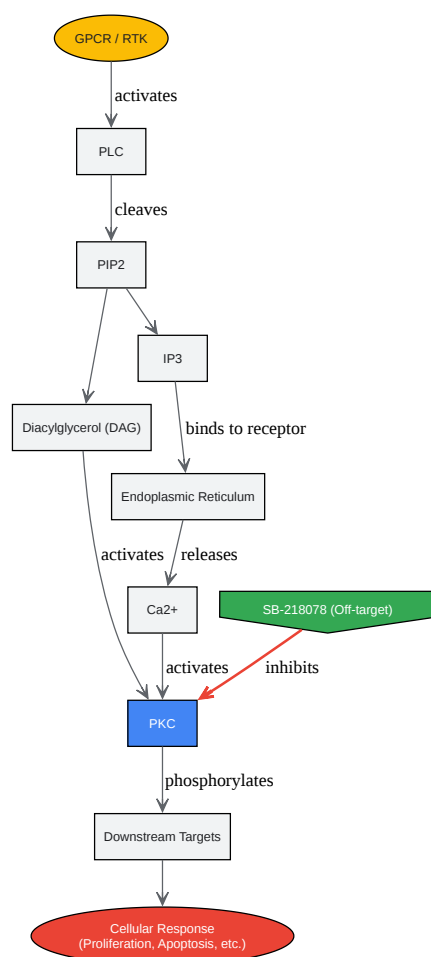 GPCR / RTK
activates
PLC
cleaves
PIP2
IP3
Diacylglycerol (DAG)
binds to receptor
Endoplasmic Reticulum
activates
releases
Ca2+
SB-218078 (Off-target)
activates
inhibits
PKC
phosphorylates
Downstream Targets
Cellular Response
(Proliferation, Apoptosis, etc.)